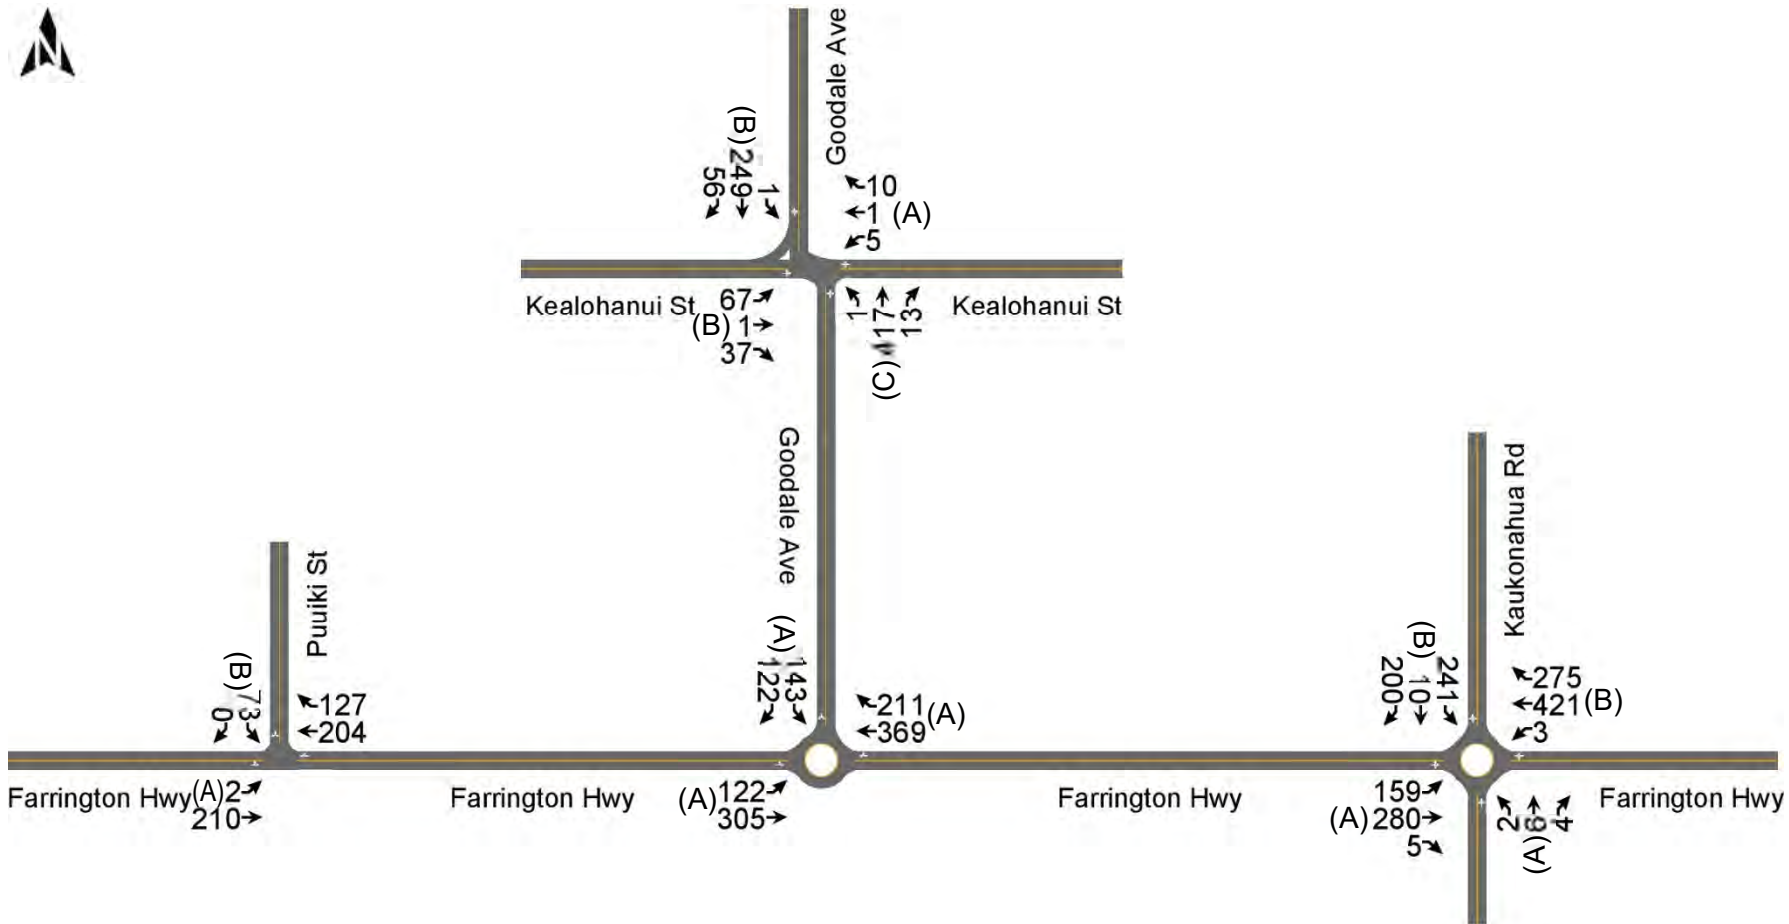 N
Goodale Ave
(B) 249
56
1
10
1 (A)
5
Kealohanui St
67
(B) 1
37
1
13
(C)
Kealohanui St
Goodale Ave
Kaukonahua Rd
Puuiki St
(B) 73
0
127
204
(A) 143
122
211 (A)
369
(B) 10
200
241
275
421 (B)
3
Farrington Hwy
(A) 2
210
Farrington Hwy
(A) 122
305
Farrington Hwy
159
(A) 280
5
2
(A)
4
Farrington Hwy